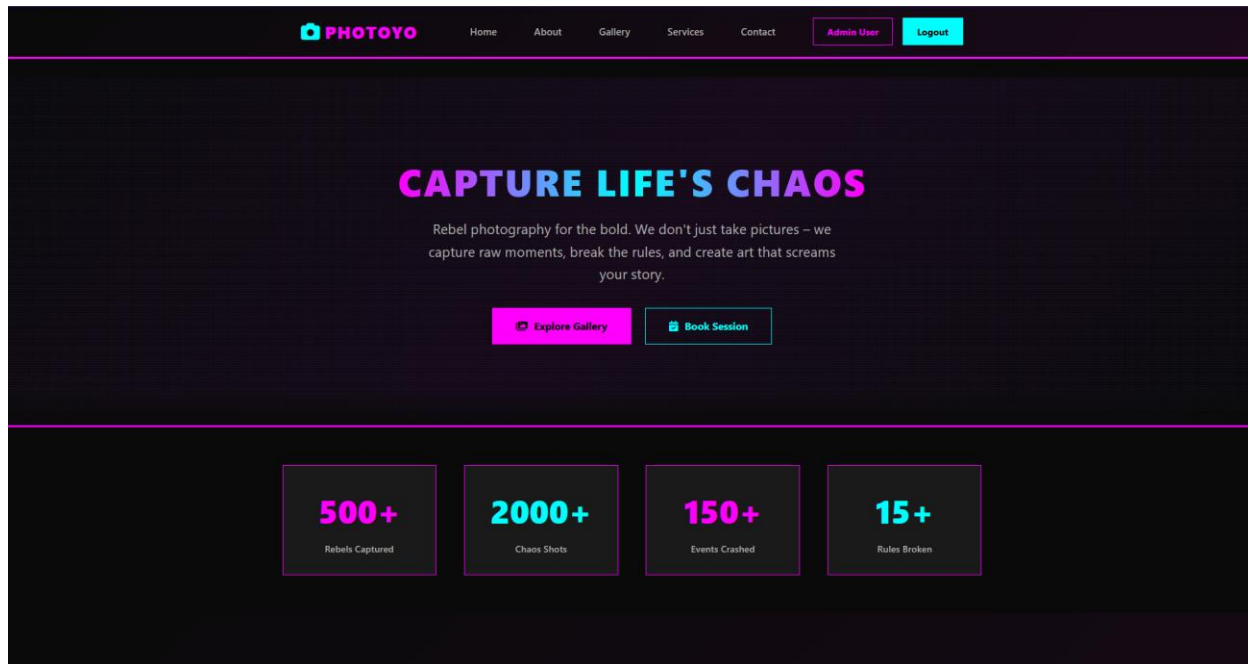 PHOTOYO
Home About Gallery Services Contact Admin User Logout
CAPTURE LIFE'S CHAOS
Rebel photography for the bold. We don't just take pictures – we
capture raw moments, break the rules, and create art that screams
your story.
Explore Gallery Book Session
500+ 2000+ 150+ 15+
Rebels Captured Chaos Shots Events Crashed Rules Broken